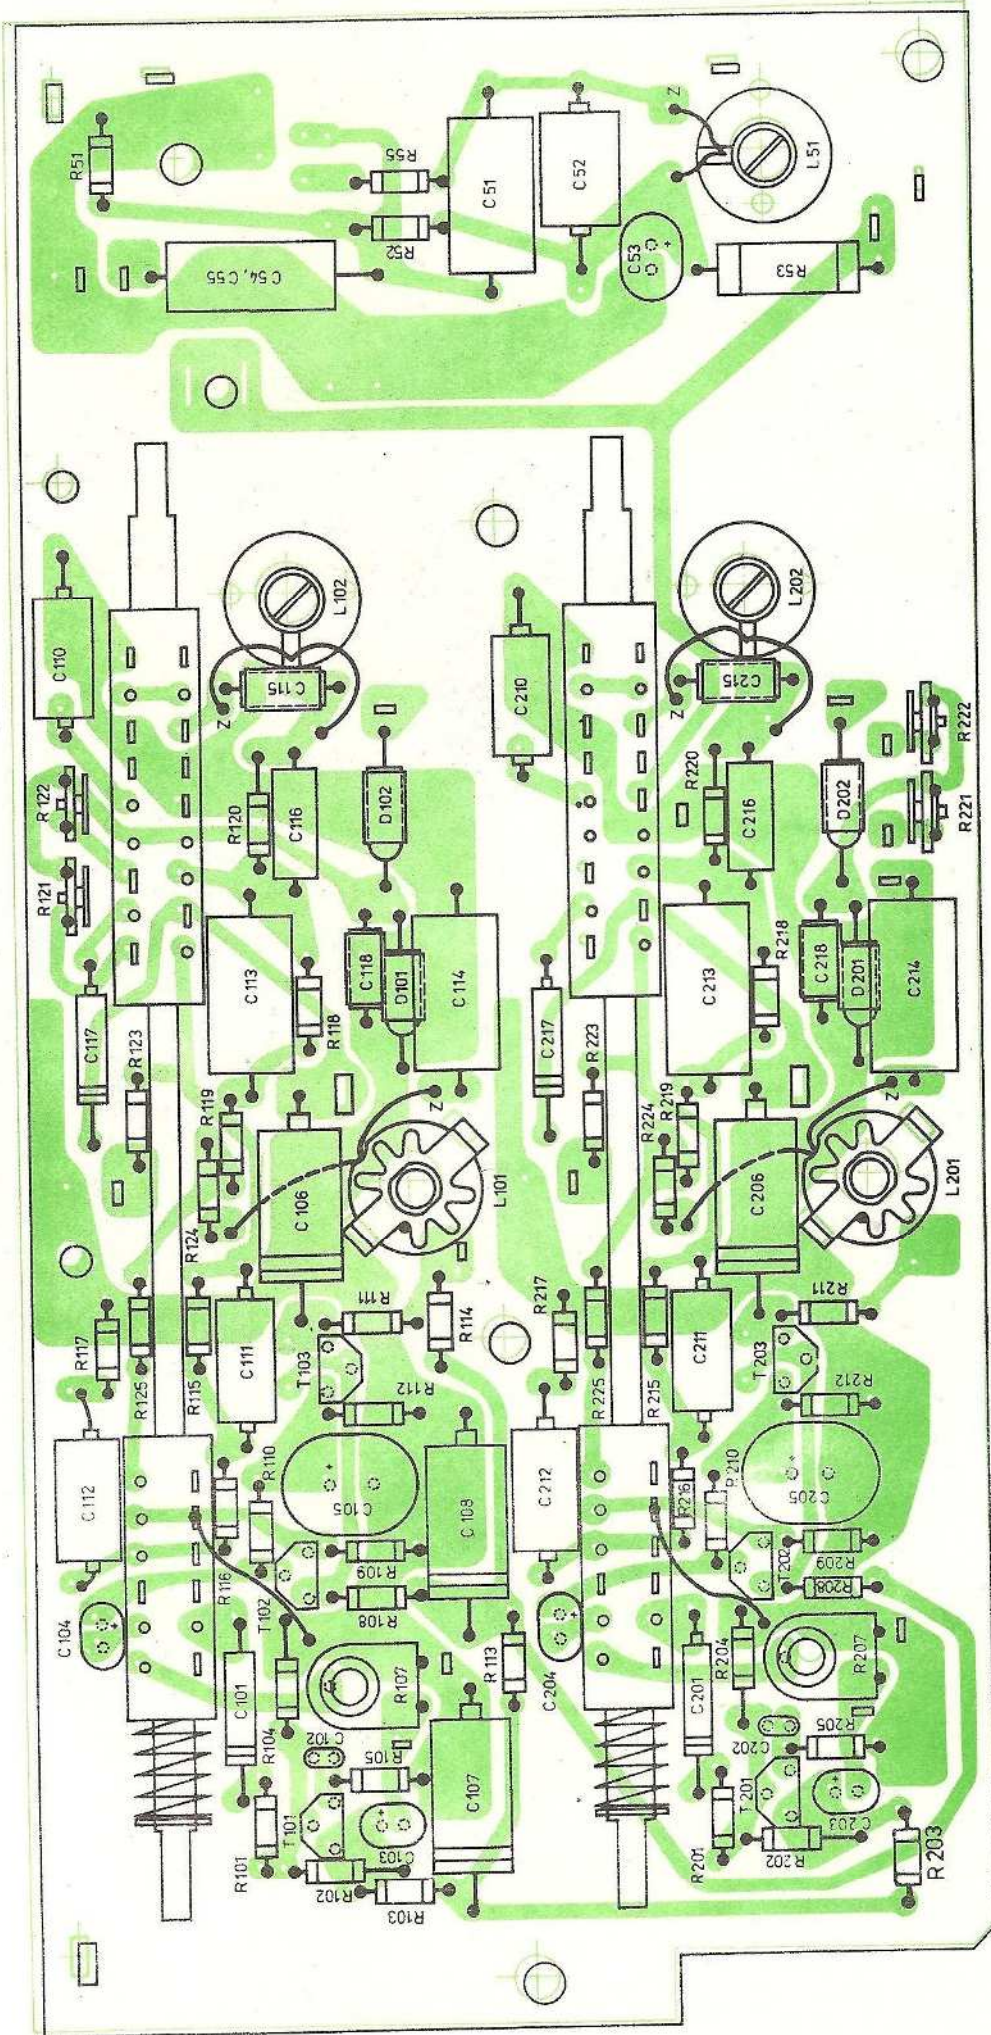 R51
R55
C51
C52
Z
L51
R52
C54, C55
C53
+
R53
C110
L102
C115
Z
C210
L202
C215
Z
R222
R122
R120
C116
D102
R220
C216
D202
R221
R121
C117
C113
R118
C118
D101
C114
C217
C213
R218
C218
D201
C214
R123
R119
Z
R223
R224
R219
Z
R124
C106
L101
C206
L201
R117
R125
R115
C111
T103
R111
R114
R217
R225
R215
C211
T203
R211
R112
R212
C112
R110
+
C105
C108
C212
R216
R210
+
C205
R116
T102
R109
R108
T202
R209
R208
C104
+
C101
R104
R107
R113
C204
+
C201
R204
R207
C102
R105
C107
C202
R205
R101
T101
+
C103
R102
R103
R201
T201
+
C203
R202
R203